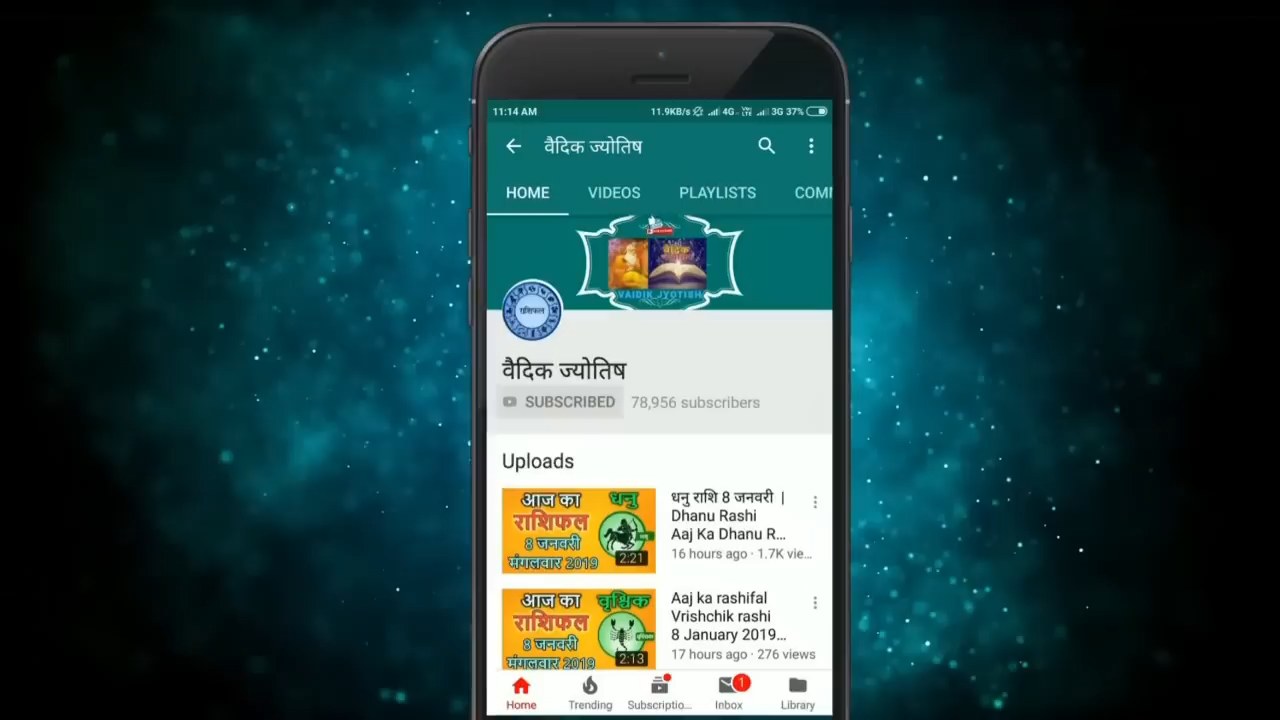 11:14 AM
11.9KB/s 4G VoLTE 3G 37%
वैदिक ज्योतिष
HOME VIDEOS PLAYLISTS COMM
वैदिक
VAIDIK JYOTISH
राशिफल
वैदिक ज्योतिष
SUBSCRIBED 78,956 subscribers
Uploads
आज का धनु
राशिफल
8 जनवरी
मंगलवार 2019 2:21
धनु राशि 8 जनवरी |
Dhanu Rashi
Aaj Ka Dhanu R...
16 hours ago · 1.7K vie...
आज का वृश्चिक
राशिफल
8 जनवरी
मंगलवार 2019 2:13
Aaj ka rashifal
Vrishchik rashi
8 January 2019...
17 hours ago · 276 views
1
Home Trending Subscriptio... Inbox Library